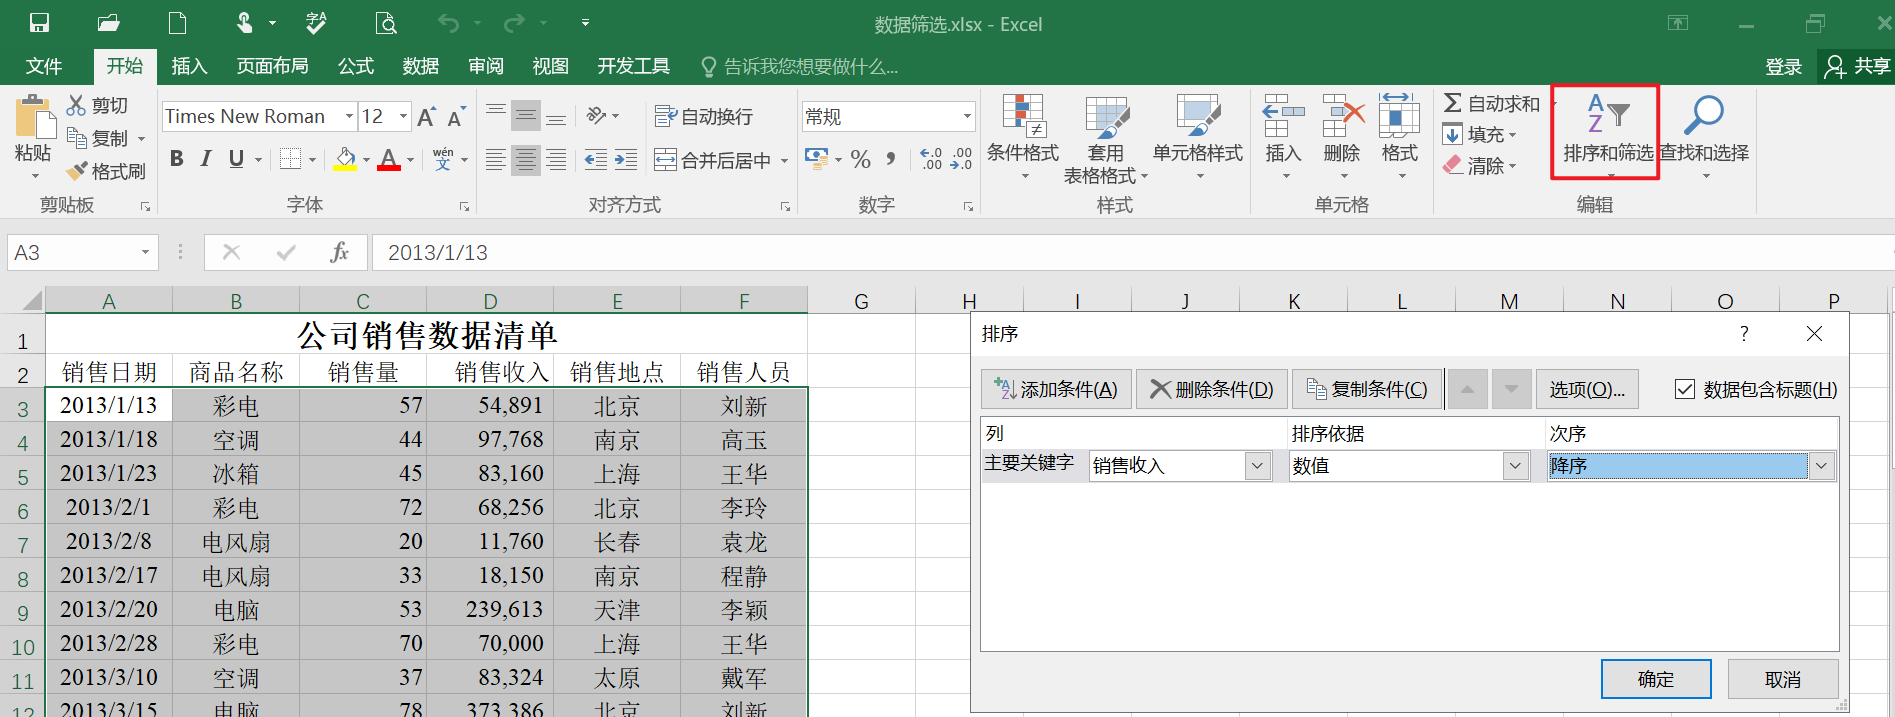 数据筛选.xlsx - Excel
文件 开始 插入 页面布局 公式 数据 审阅 视图 开发工具 告诉我您想要做什么... 登录 共享
粘贴 剪切 复制 格式刷 剪贴板
Times New Roman 12 A A
B I U A wén 文 字体
自动换行 合并后居中 对齐方式
常规 % , .0 .00 .00 .0 数字
条件格式 套用 表格格式 单元格样式 样式
插入 删除 格式 单元格
Σ 自动求和 填充 清除 AZ 排序和筛选 查找和选择 编辑
A3 fx 2013/1/13
A B C D E F G H I J K L M N O P
1 公司销售数据清单
2 销售日期 商品名称 销售量 销售收入 销售地点 销售人员
3 2013/1/13 彩电 57 54,891 北京 刘新
4 2013/1/18 空调 44 97,768 南京 高玉
5 2013/1/23 冰箱 45 83,160 上海 王华
6 2013/2/1 彩电 72 68,256 北京 李玲
7 2013/2/8 电风扇 20 11,760 长春 袁龙
8 2013/2/17 电风扇 33 18,150 南京 程静
9 2013/2/20 电脑 53 239,613 天津 李颖
10 2013/2/28 彩电 70 70,000 上海 王华
11 2013/3/10 空调 37 83,324 太原 戴军
12 2013/3/15 电脑 78 373,386 北京 刘新
排序 ?
添加条件(A) 删除条件(D) 复制条件(C) 选项(O)... 数据包含标题(H)
列 排序依据 次序
主要关键字 销售收入 数值 降序
确定 取消